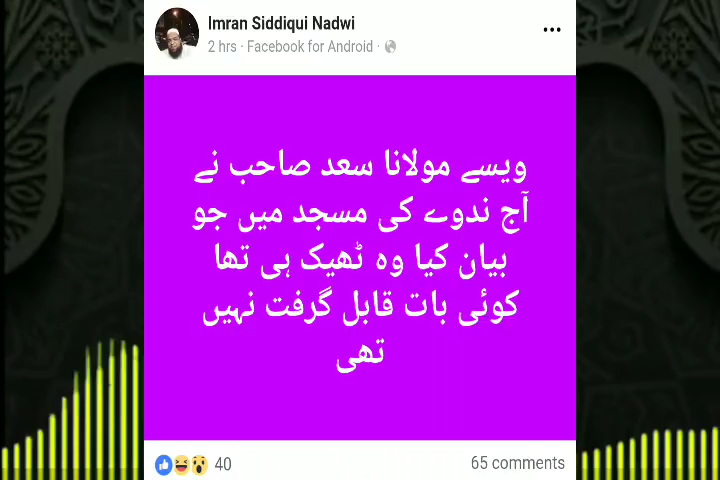 Imran Siddiqui Nadwi
2 hrs · Facebook for Android ·
ویسے مولانا سعد صاحب نے
آج ندوے کی مسجد میں جو
بیان کیا وہ ٹھیک ہی تھا
کوئی بات قابل گرفت نہیں
تھی
40
65 comments